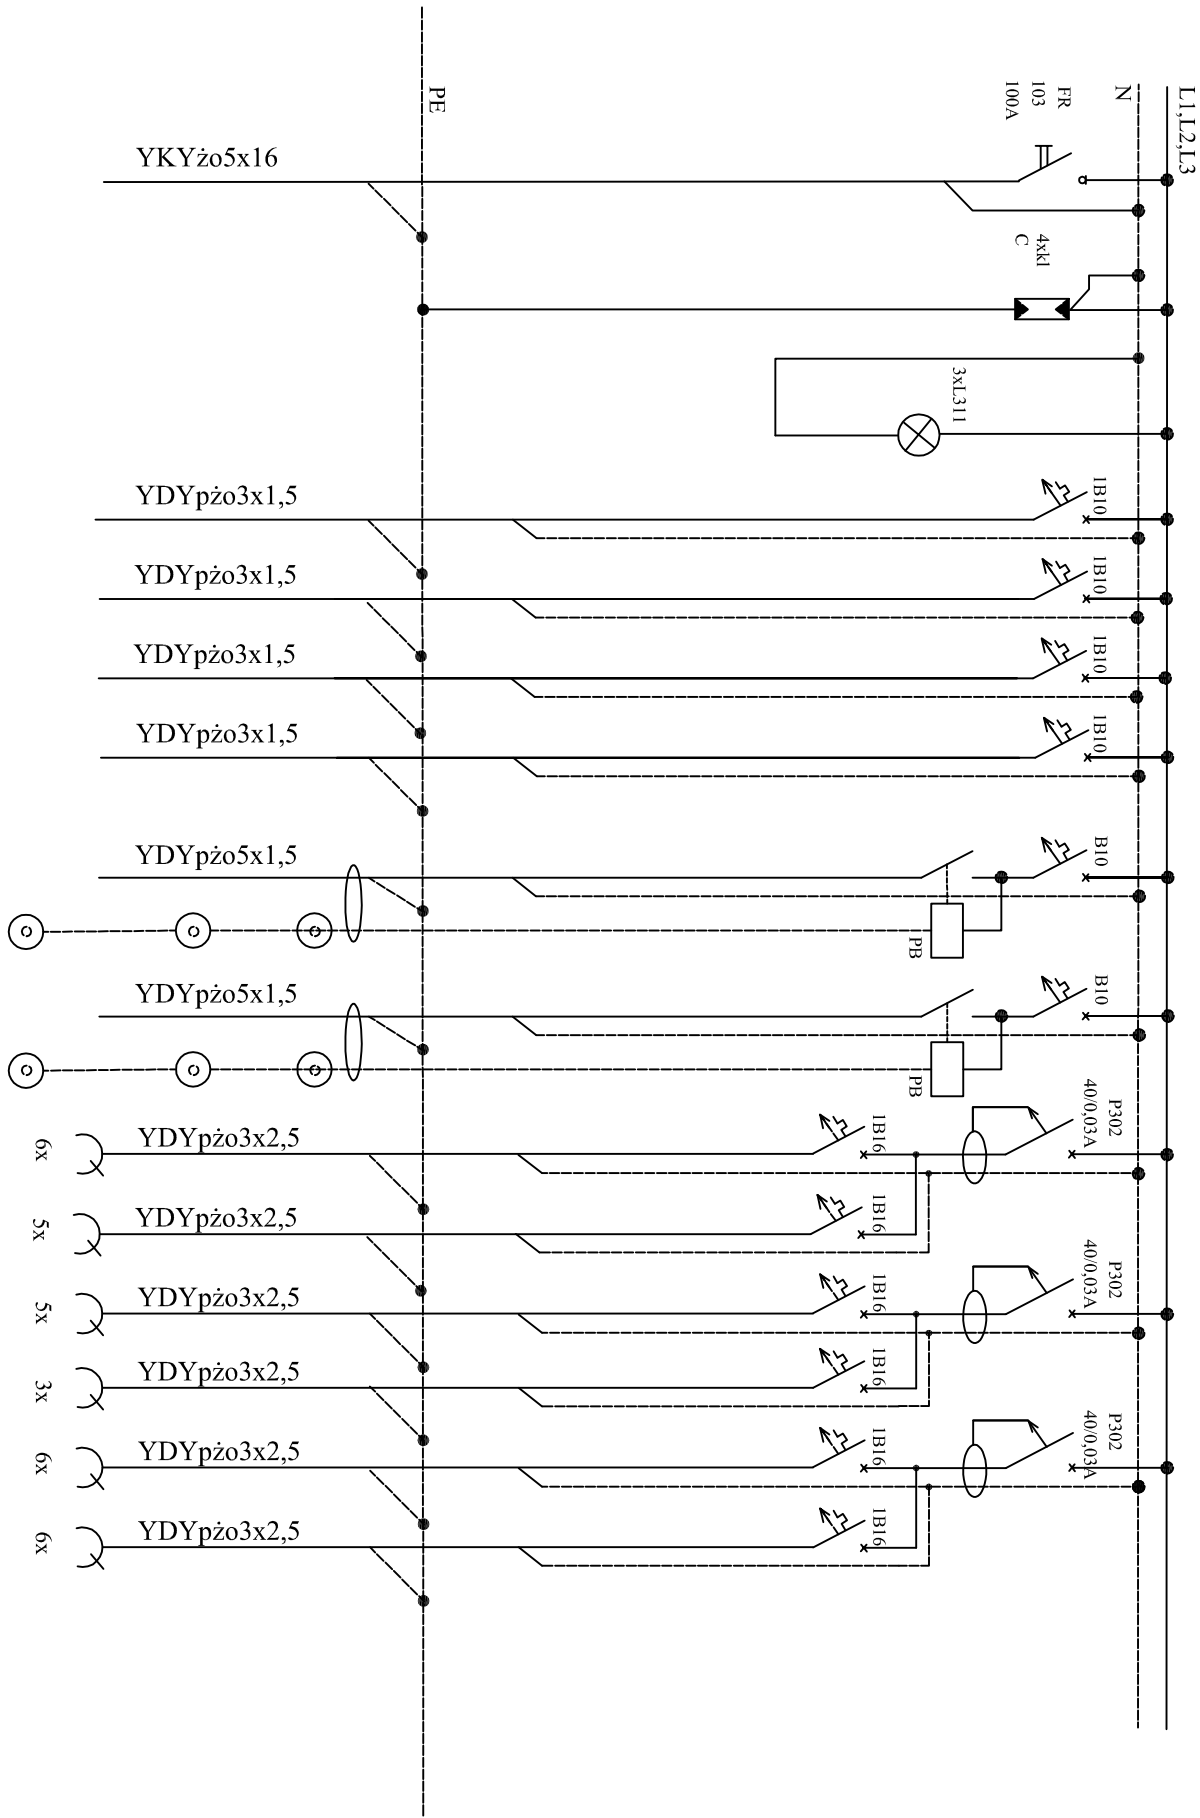 L1,L2,L3
N
PE
FR
103
100A
YKYżo5x16
4xkl
C
3xL311
1B10
YDYpżo3x1,5
1B10
YDYpżo3x1,5
1B10
YDYpżo3x1,5
1B10
YDYpżo3x1,5
B10
PB
YDYpżo5x1,5
B10
PB
YDYpżo5x1,5
P302
40/0,03A
1B16
YDYpżo3x2,5
6x
1B16
YDYpżo3x2,5
5x
P302
40/0,03A
1B16
YDYpżo3x2,5
5x
1B16
YDYpżo3x2,5
3x
P302
40/0,03A
1B16
YDYpżo3x2,5
6x
1B16
YDYpżo3x2,5
6x